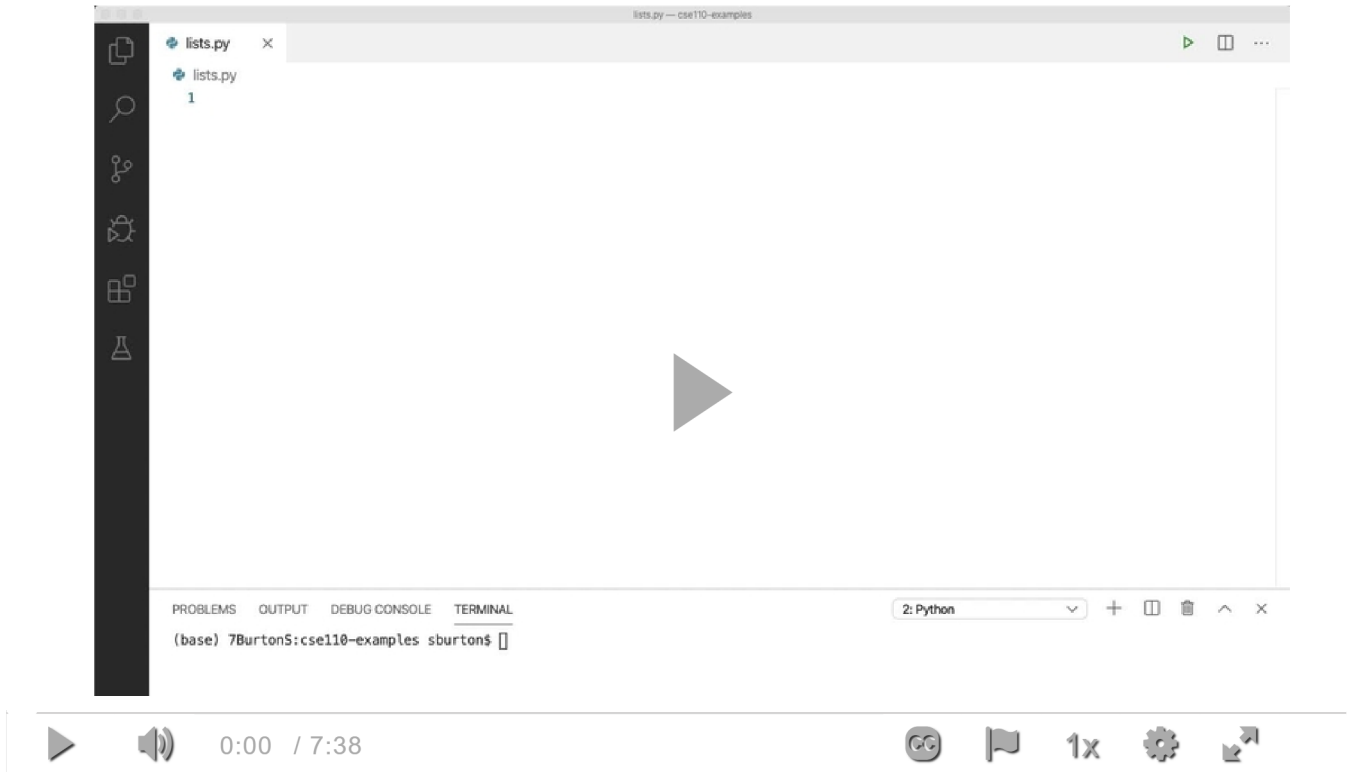 lists.py — cse110-examples
lists.py
lists.py
1
PROBLEMS OUTPUT DEBUG CONSOLE TERMINAL 2: Python
(base) 7BurtonS:cse110-examples sburton$
0:00 / 7:38 CC 1x